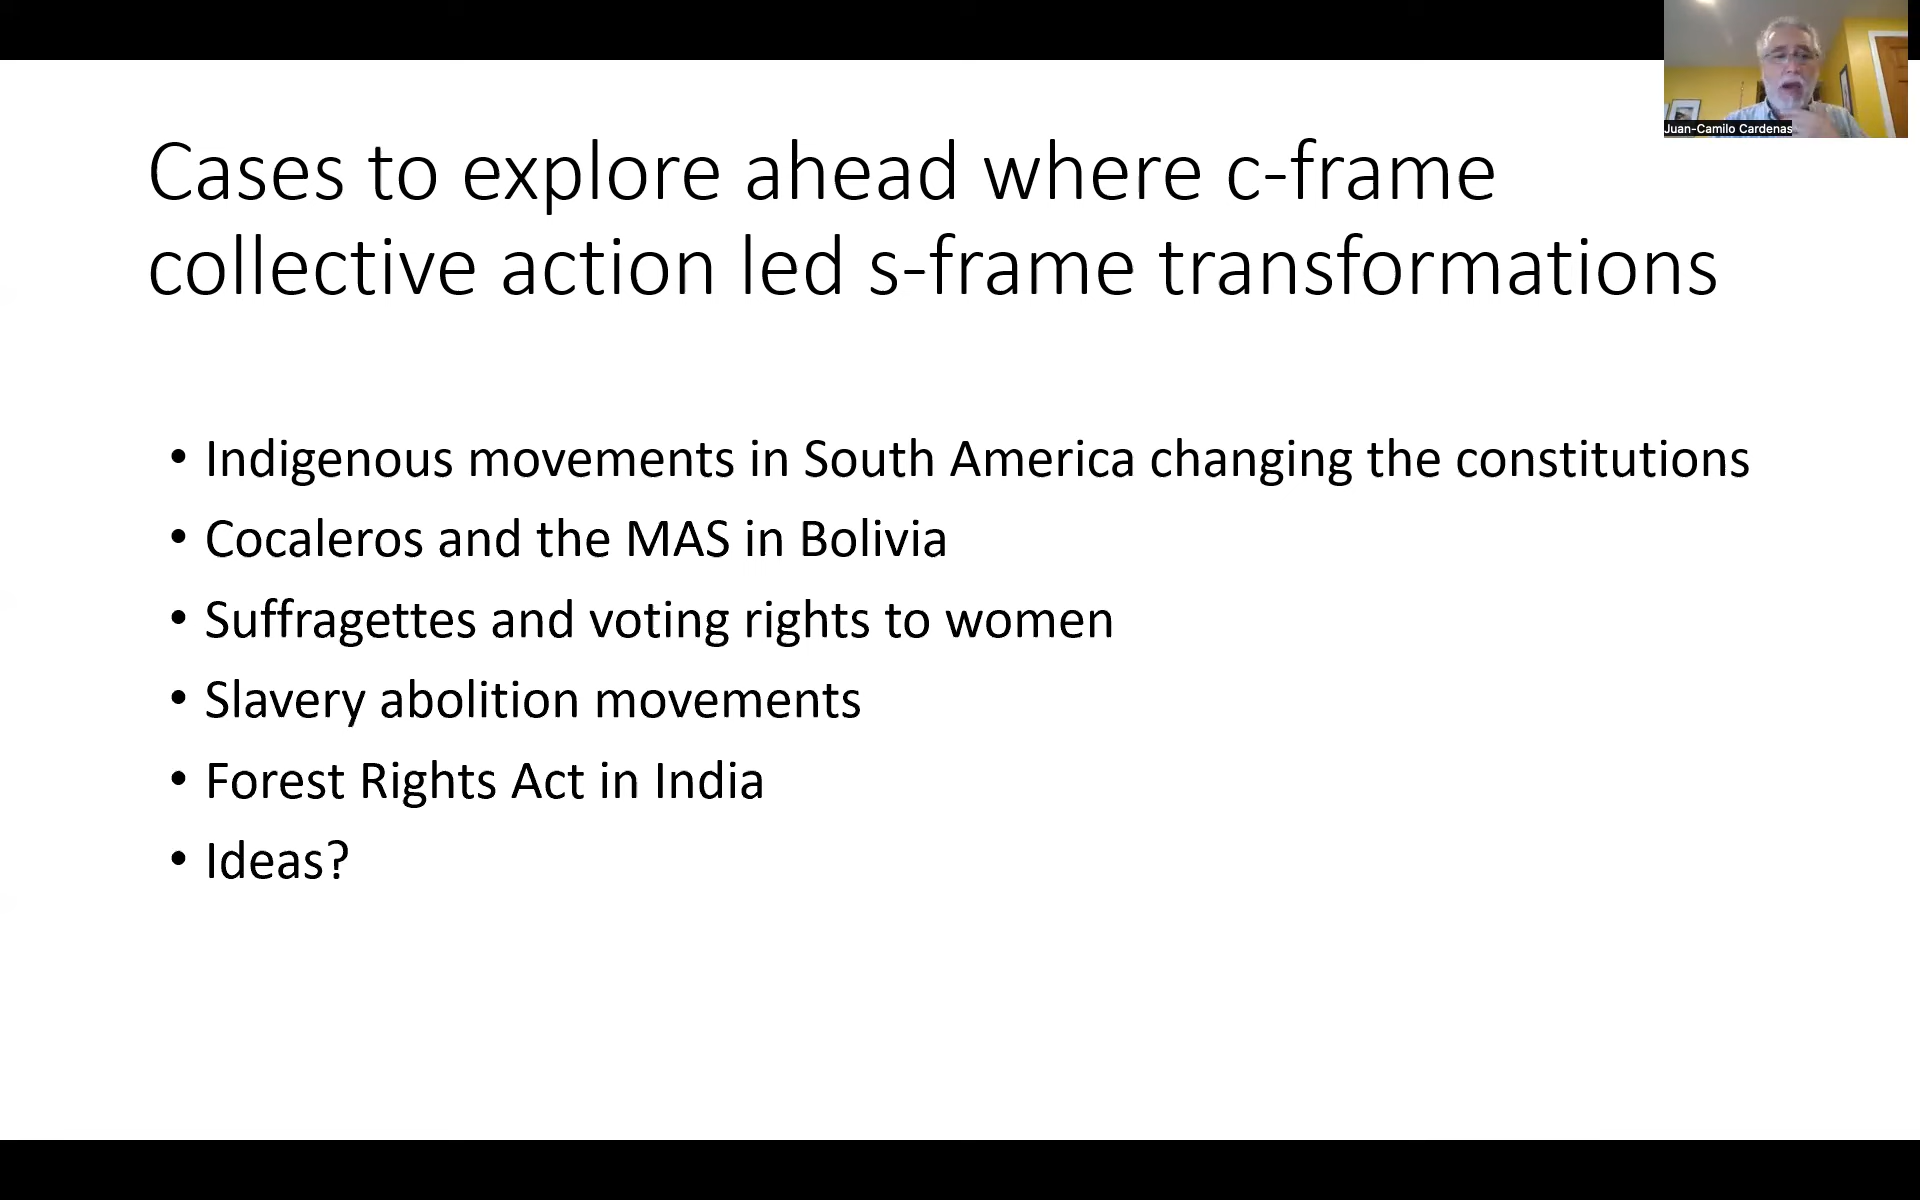 Juan-Camilo Cardenas
Cases to explore ahead where c-frame
collective action led s-frame transformations
• Indigenous movements in South America changing the constitutions
• Cocaleros and the MAS in Bolivia
• Suffragettes and voting rights to women
• Slavery abolition movements
• Forest Rights Act in India
• Ideas?